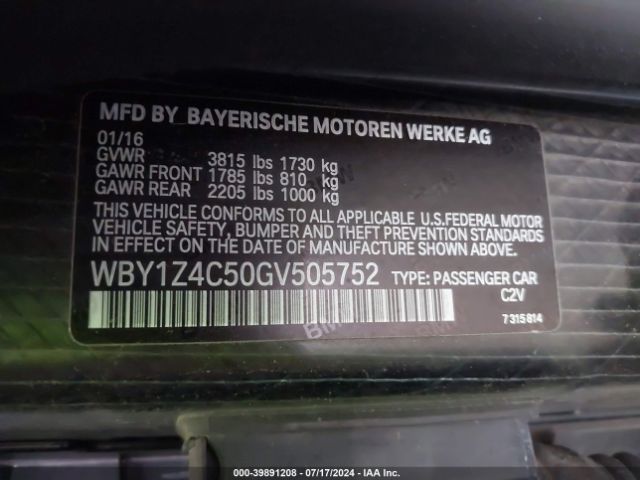 MFD BY BAYERISCHE MOTOREN WERKE AG
01/16
GVWR 3815 lbs 1730 kg
GAWR FRONT 1785 lbs 810 kg
GAWR REAR 2205 lbs 1000 kg
THIS VEHICLE CONFORMS TO ALL APPLICABLE U.S.FEDERAL MOTOR
VEHICLE SAFETY, BUMPER AND THEFT PREVENTION STANDARDS
IN EFFECT ON THE DATE OF MANUFACTURE SHOWN ABOVE.
WBY1Z4C50GV505752 TYPE: PASSENGER CAR
C2V
7315814
000-39891208 - 07/17/2024 - IAA Inc.